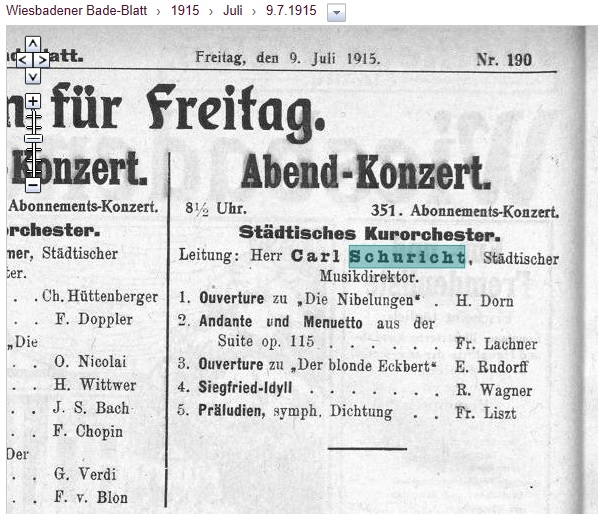 Wiesbadener Bade-Blatt › 1915 › Juli › 9.7.1915
att. Freitag, den 9. Juli 1915. Nr. 190
für Freitag.
Konzert.
Abonnements-Konzert.
rchester.
mer, Städtischer
ter.
. . Ch. Hüttenberger
. . F. Doppler
„Die
. . O. Nicolai
. . H. Wittwer
. . J. S. Bach
. . F. Chopin
Der
. . G. Verdi
. . F. v. Blon
Abend-Konzert.
8½ Uhr. 351. Abonnements-Konzert.
Städtisches Kurorchester.
Leitung: Herr Carl Schuricht, Städtischer
Musikdirektor.
1. Ouverture zu „Die Nibelungen“ . H. Dorn
2. Andante und Menuetto aus der
Suite op. 115 . . . . . . Fr. Lachner
3. Ouverture zu „Der blonde Eckbert“ E. Rudorff
4. Siegfried-Idyll . . . . . . . R. Wagner
5. Präludien, symph. Dichtung . . Fr. Liszt